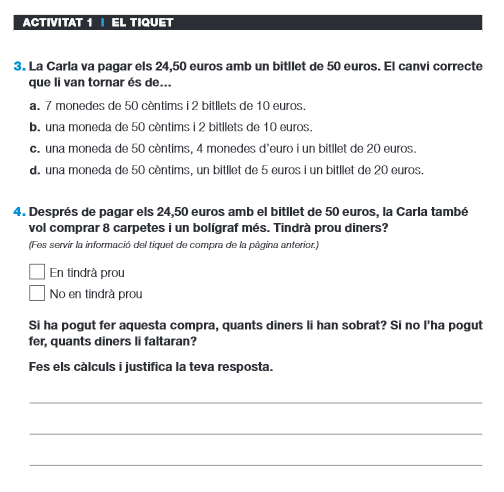 ACTIVITAT 1 | EL TIQUET
3. La Carla va pagar els 24,50 euros amb un bitllet de 50 euros. El canvi correcte
que li van tornar és de…
a. 7 monedes de 50 cèntims i 2 bitllets de 10 euros.
b. una moneda de 50 cèntims i 2 bitllets de 10 euros.
c. una moneda de 50 cèntims, 4 monedes d’euro i un bitllet de 20 euros.
d. una moneda de 50 cèntims, un bitllet de 5 euros i un bitllet de 20 euros.
4. Després de pagar els 24,50 euros amb el bitllet de 50 euros, la Carla també
vol comprar 8 carpetes i un bolígraf més. Tindrà prou diners?
(Fes servir la informació del tiquet de compra de la pàgina anterior.)
En tindrà prou
No en tindrà prou
Si ha pogut fer aquesta compra, quants diners li han sobrat? Si no l’ha pogut
fer, quants diners li faltaran?
Fes els càlculs i justifica la teva resposta.